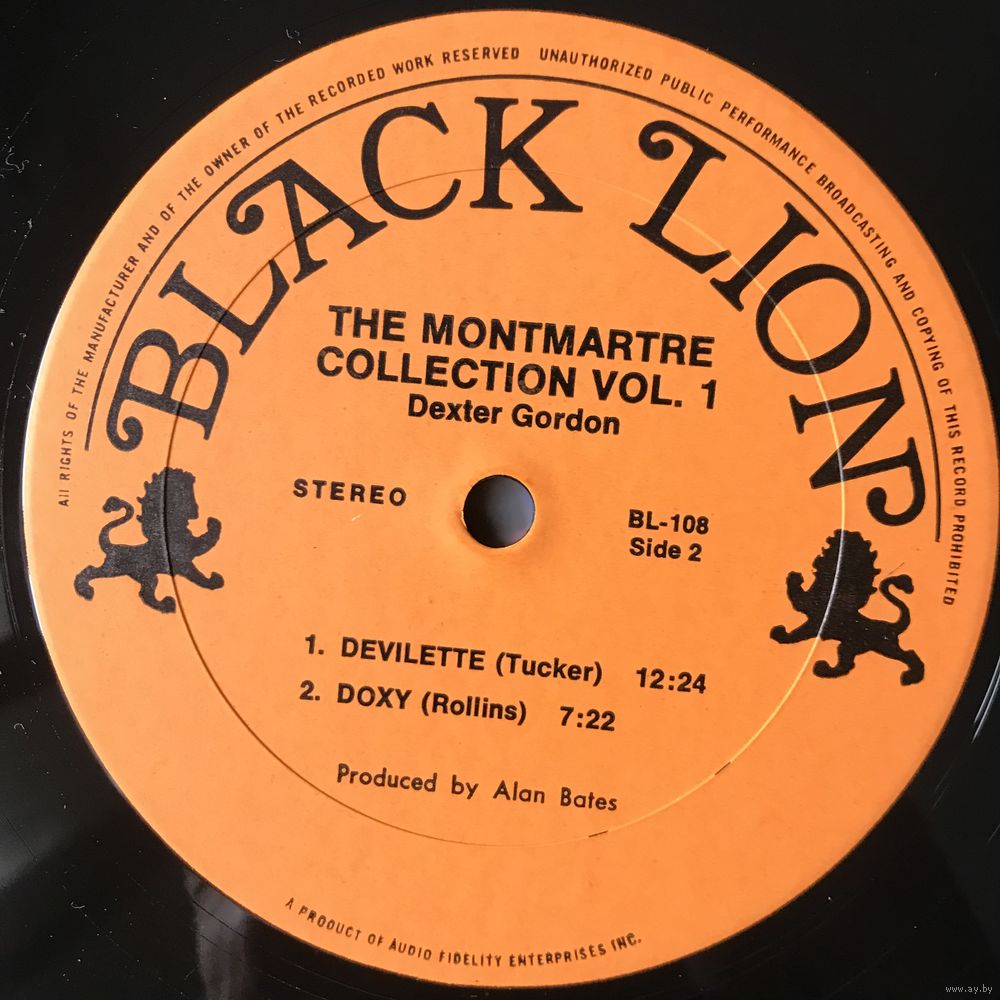 All RIGHTS OF THE MANUFACTURER AND OF THE OWNER OF THE RECORDED WORK RESERVED UNAUTHORIZED PUBLIC PERFORMANCE BROADCASTING AND COPYING OF THIS RECORD PROHIBITED
BLACK LION
THE MONTMARTRE
COLLECTION VOL. 1
Dexter Gordon
STEREO
BL-108
Side 2
1. DEVILETTE (Tucker) 12:24
2. DOXY (Rollins) 7:22
Produced by Alan Bates
A PRODUCT OF AUDIO FIDELITY ENTERPRISES INC.
www.ay.by